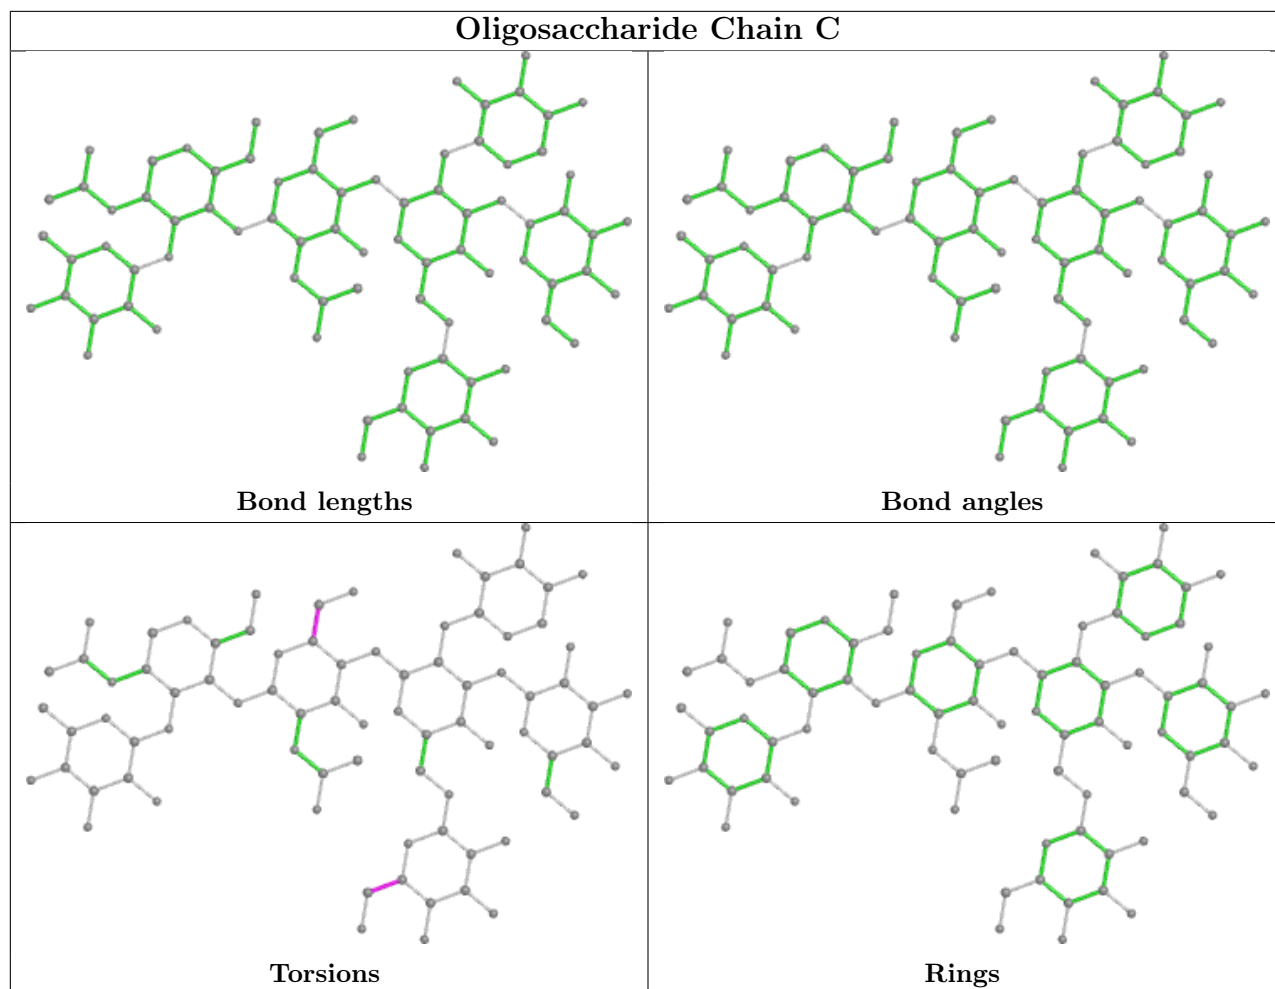 Oligosaccharide Chain C
Bond lengths
Bond angles
Torsions
Rings